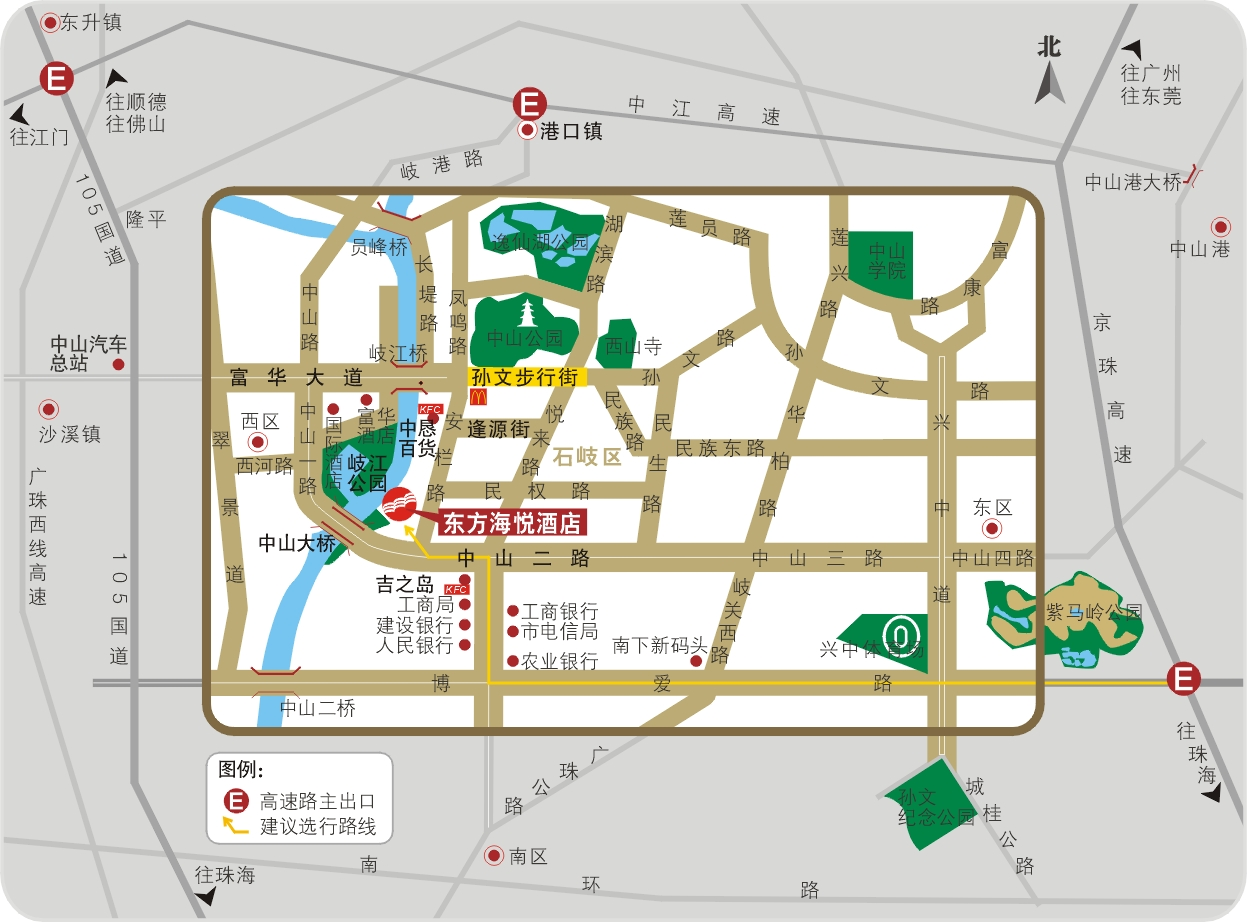 东升镇
E
往顺德
往佛山
往江门
105国道
隆平
E
港口镇
中江高速
岐港路
北
往广州
往东莞
中山港大桥
中山港
京珠高速
中山汽车
总站
沙溪镇
广珠西线高速
105国道
员峰桥
长堤路
凤鸣路
逸仙湖公园
湖滨路
莲员路
莲兴路
中山
学院
富康路
中山路
岐江桥
中山公园
西山寺
孙文路
孙文路
富华大道
孙文步行街
西区
中山一路
国际酒店
富华
酒店
KFC
中恳
百货
安栏路
逢源街
悦来路
民族路
民生路
民族东路
华柏路
石岐区
翠景道
西河路
岐江
公园
民权路
东方海悦酒店
中山大桥
中山二路
中山三路
中山四路
东区
兴中道
吉之岛
KFC
工商局
建设银行
人民银行
工商银行
市电信局
农业银行
南下新码头
岐关西路
兴中体育场
紫马岭公园
博爱路
E
中山二桥
往珠海
图例:
E 高速路主出口
建议选行路线
广珠公路
孙文
纪念公园
城桂公路
南区
往珠海
南环路